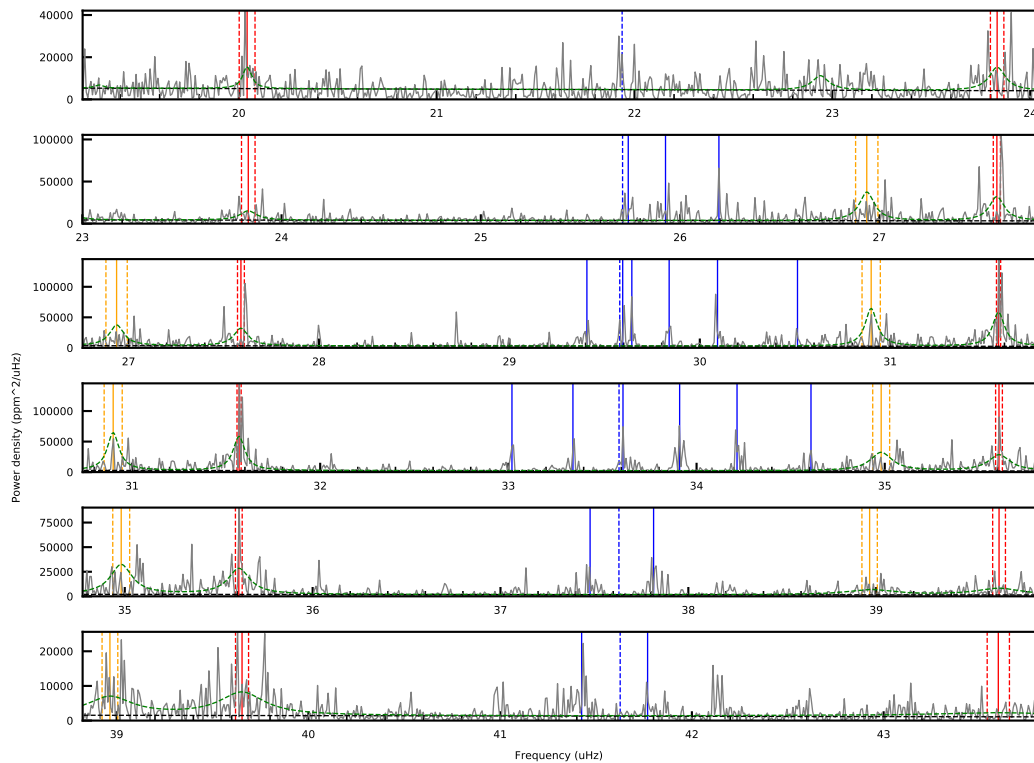 40000
20000
0
20 21 22 23 24
100000
50000
0
23 24 25 26 27
100000
50000
0
27 28 29 30 31
100000
50000
0
31 32 33 34 35
75000
50000
25000
0
35 36 37 38 39
20000
10000
0
39 40 41 42 43
Power density (ppm^2/uHz)
Frequency (uHz)